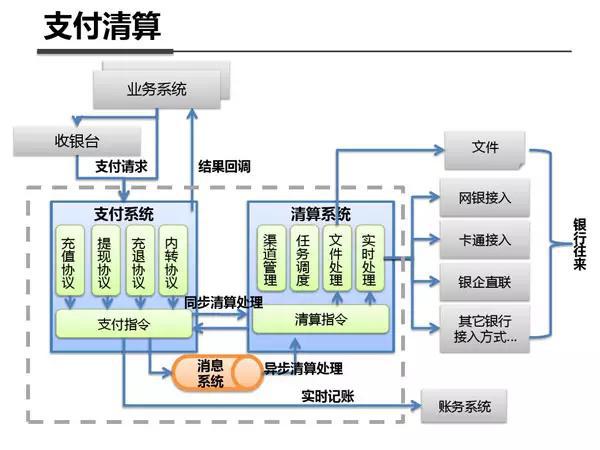 支付清算
业务系统
收银台
支付请求
结果回调
文件
支付系统
清算系统
网银接入
充值协议
提现协议
充退协议
内转协议
渠道管理
任务调度
文件处理
实时处理
卡通接入
银行往来
银企直联
同步清算处理
支付指令
清算指令
其它银行
接入方式...
消息
系统
异步清算处理
实时记账
账务系统